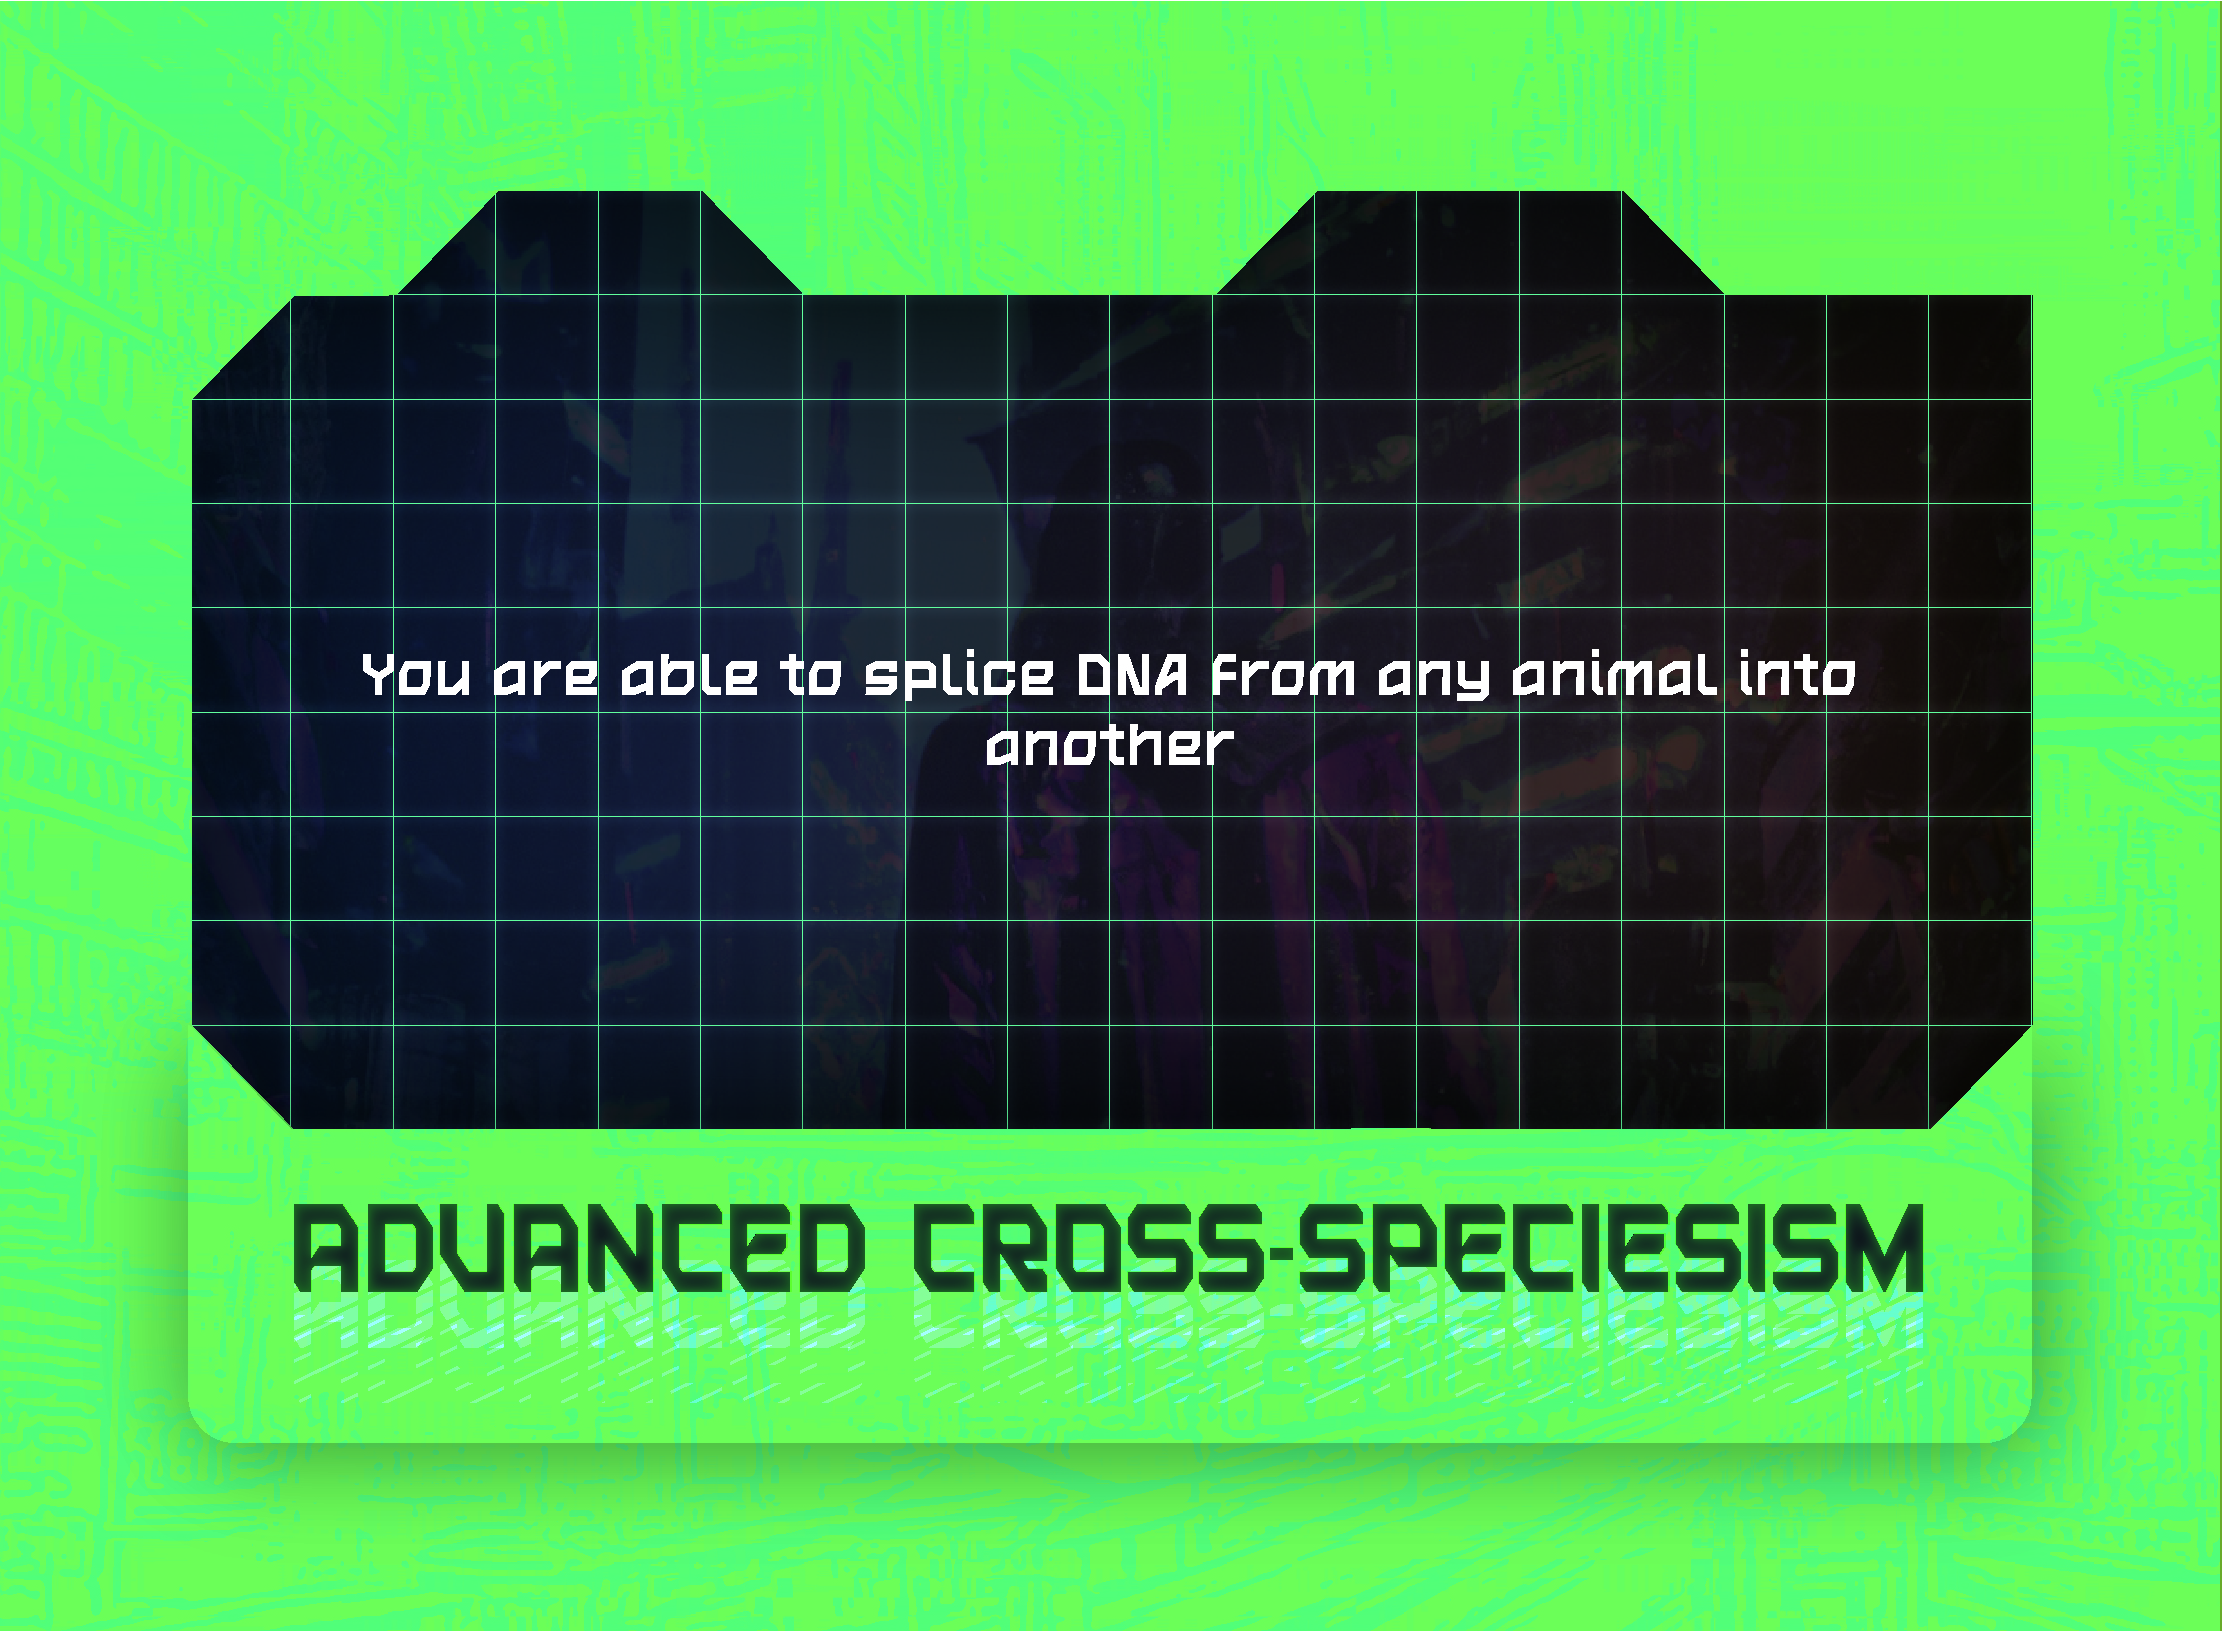 You are able to splice DNA from any animal into
another
ADVANCED CROSS-SPECIESISM